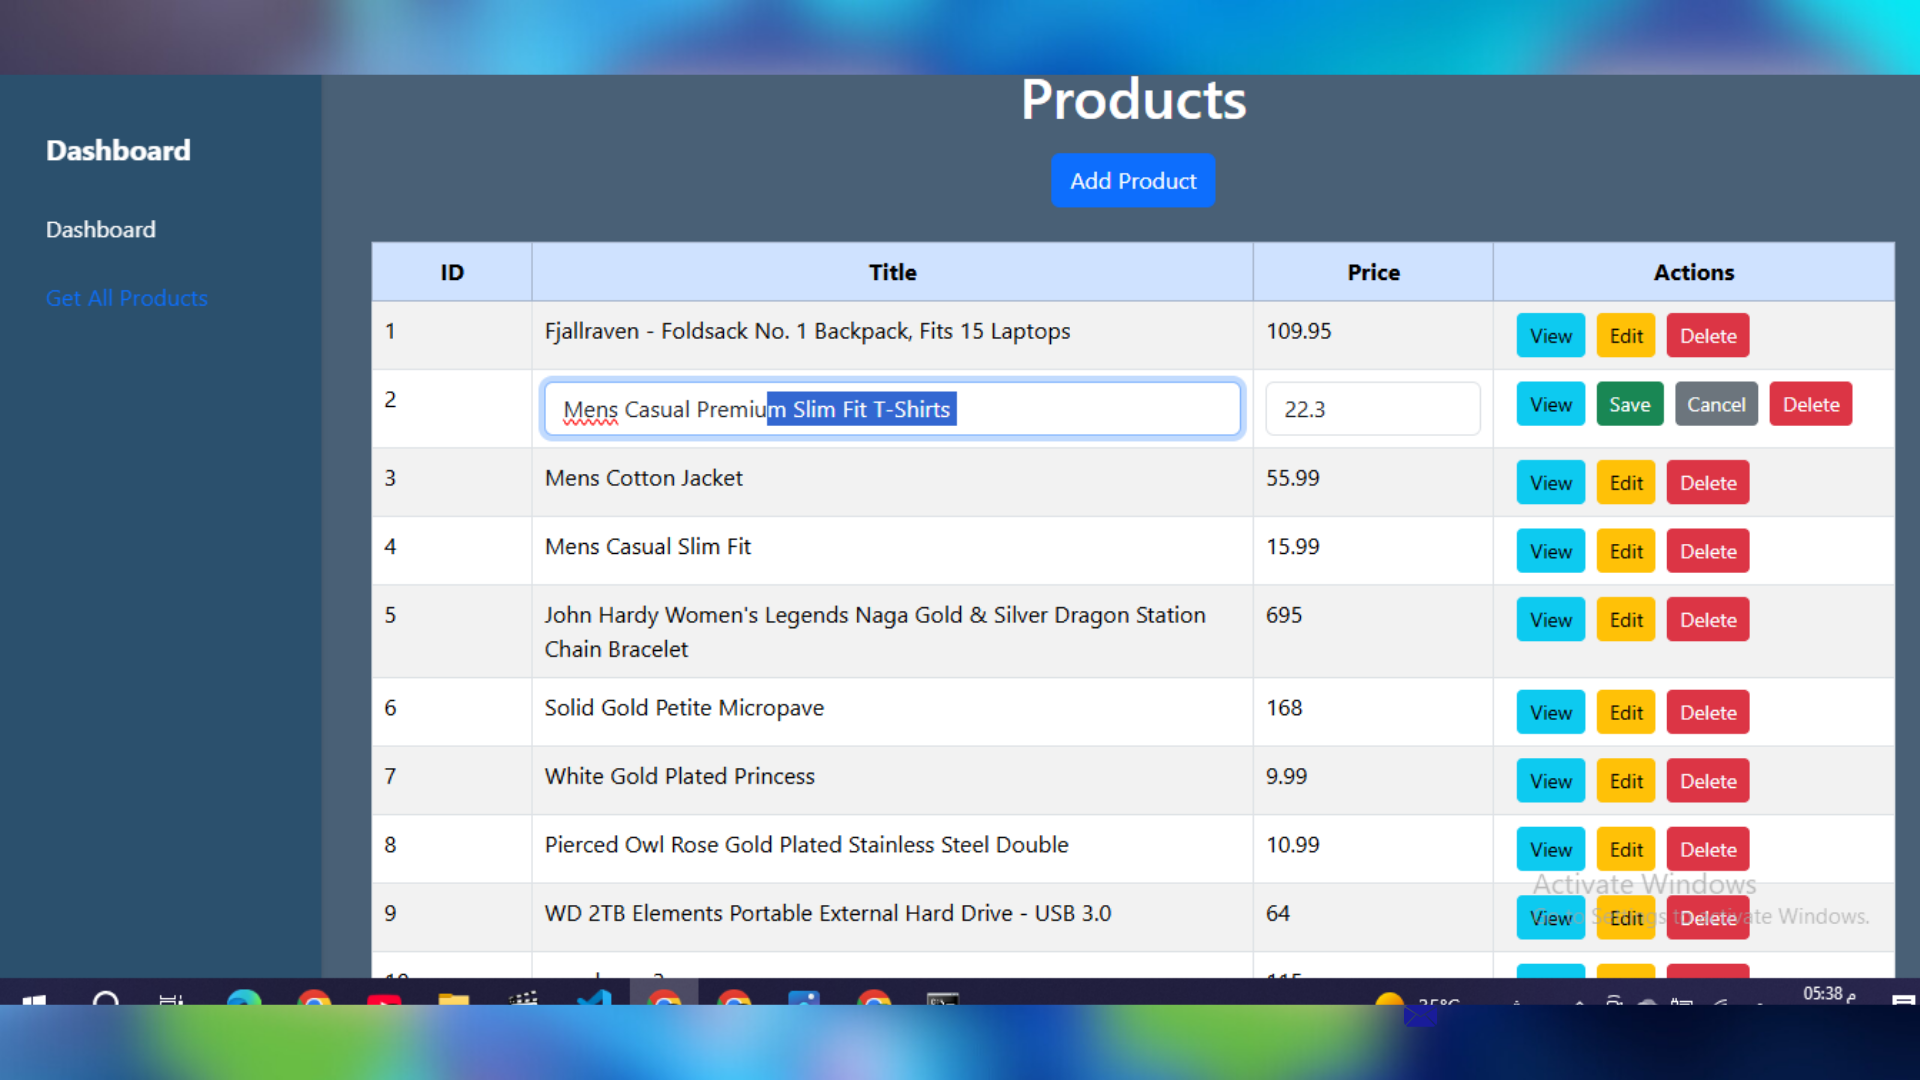 Products
Dashboard
Add Product
Dashboard
Get All Products
ID Title Price Actions
1 Fjallraven - Foldsack No. 1 Backpack, Fits 15 Laptops 109.95 View Edit Delete
2 Mens Casual Premium Slim Fit T-Shirts 22.3 View Save Cancel Delete
3 Mens Cotton Jacket 55.99 View Edit Delete
4 Mens Casual Slim Fit 15.99 View Edit Delete
5 John Hardy Women's Legends Naga Gold & Silver Dragon Station 695 View Edit Delete
Chain Bracelet
6 Solid Gold Petite Micropave 168 View Edit Delete
7 White Gold Plated Princess 9.99 View Edit Delete
8 Pierced Owl Rose Gold Plated Stainless Steel Double 10.99 View Edit Delete
Activate Windows
9 WD 2TB Elements Portable External Hard Drive - USB 3.0 64 View Edit Delete
Go to Settings to activate Windows.
05:38 م